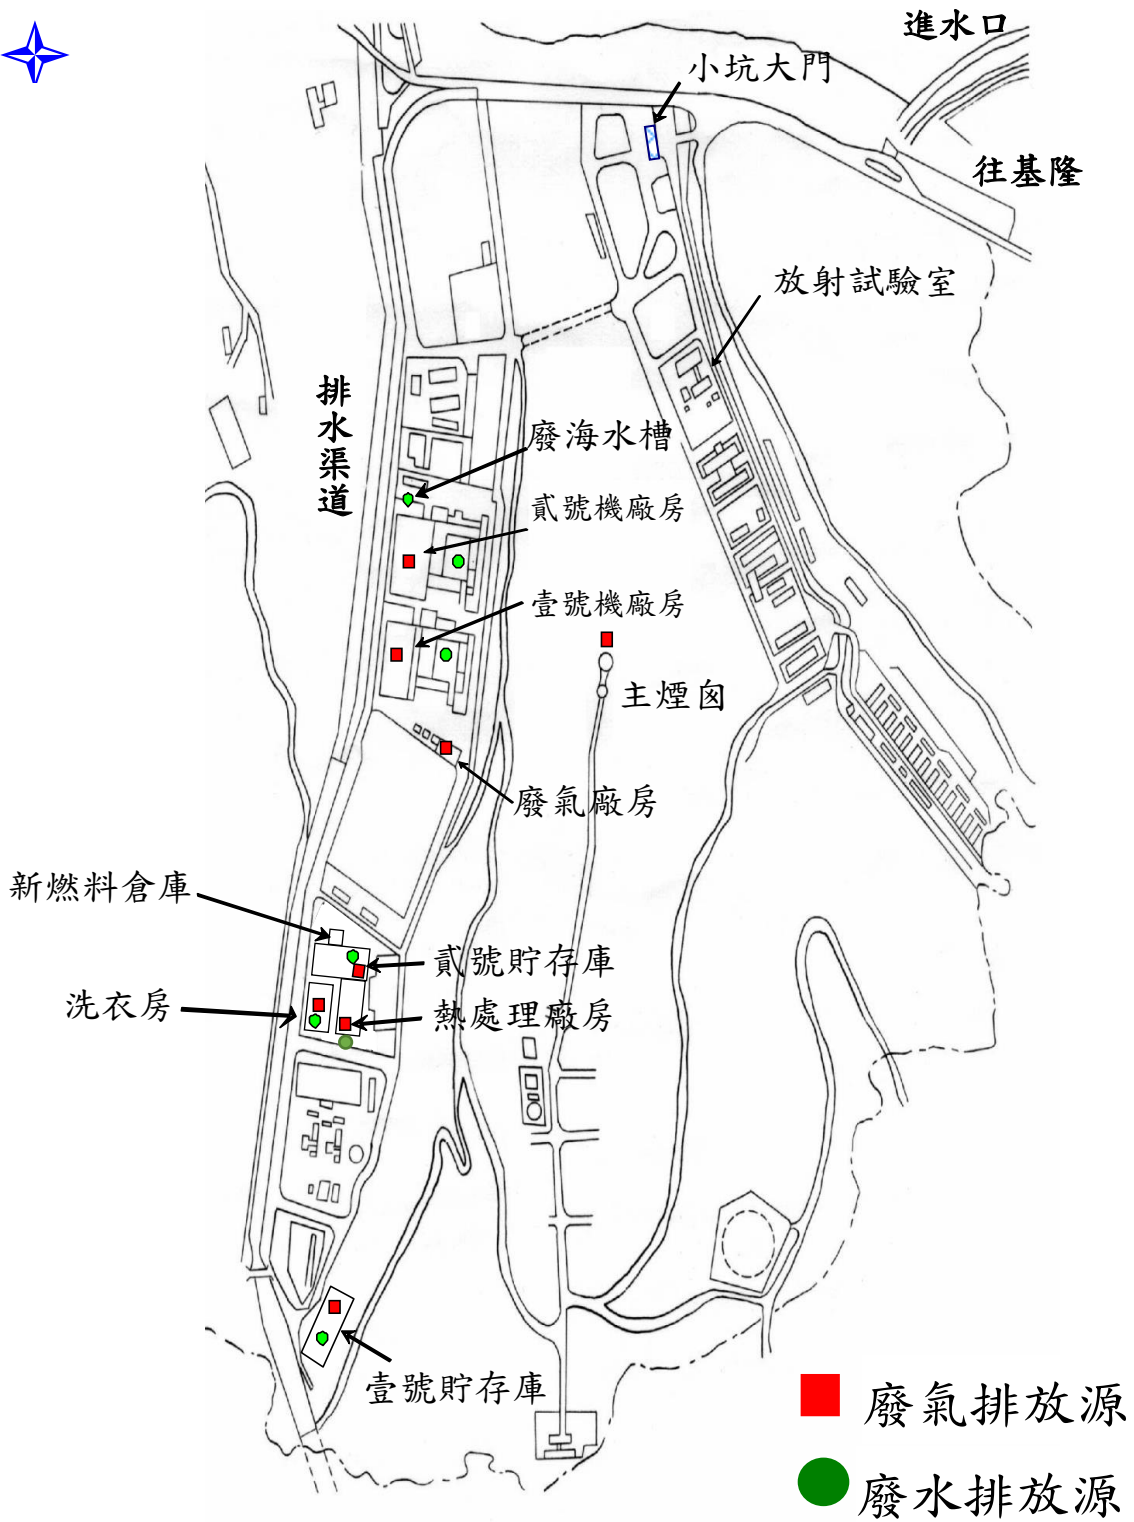 進水口
小坑大門
往基隆
放射試驗室
排水渠道
廢海水槽
貳號機廠房
壹號機廠房
主煙囪
廢氣廠房
新燃料倉庫
貳號貯存庫
洗衣房
熱處理廠房
壹號貯存庫
廢氣排放源
廢水排放源